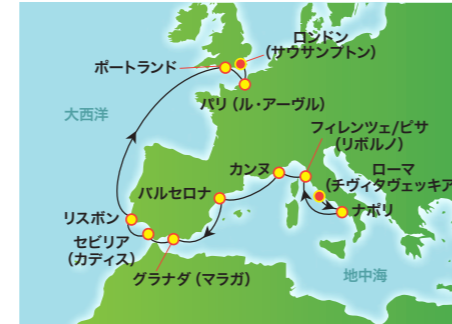 ロンドン
(サウサンプトン)
ポートランド
パリ (ル・アーヴル)
大西洋
フィレンツェ/ピサ
(リボルノ)
カンヌ
ローマ
(チヴィタヴェッキア
バルセロナ
ナポリ
リスボン
セビリア
(カディス)
グラナダ (マラガ)
地中海